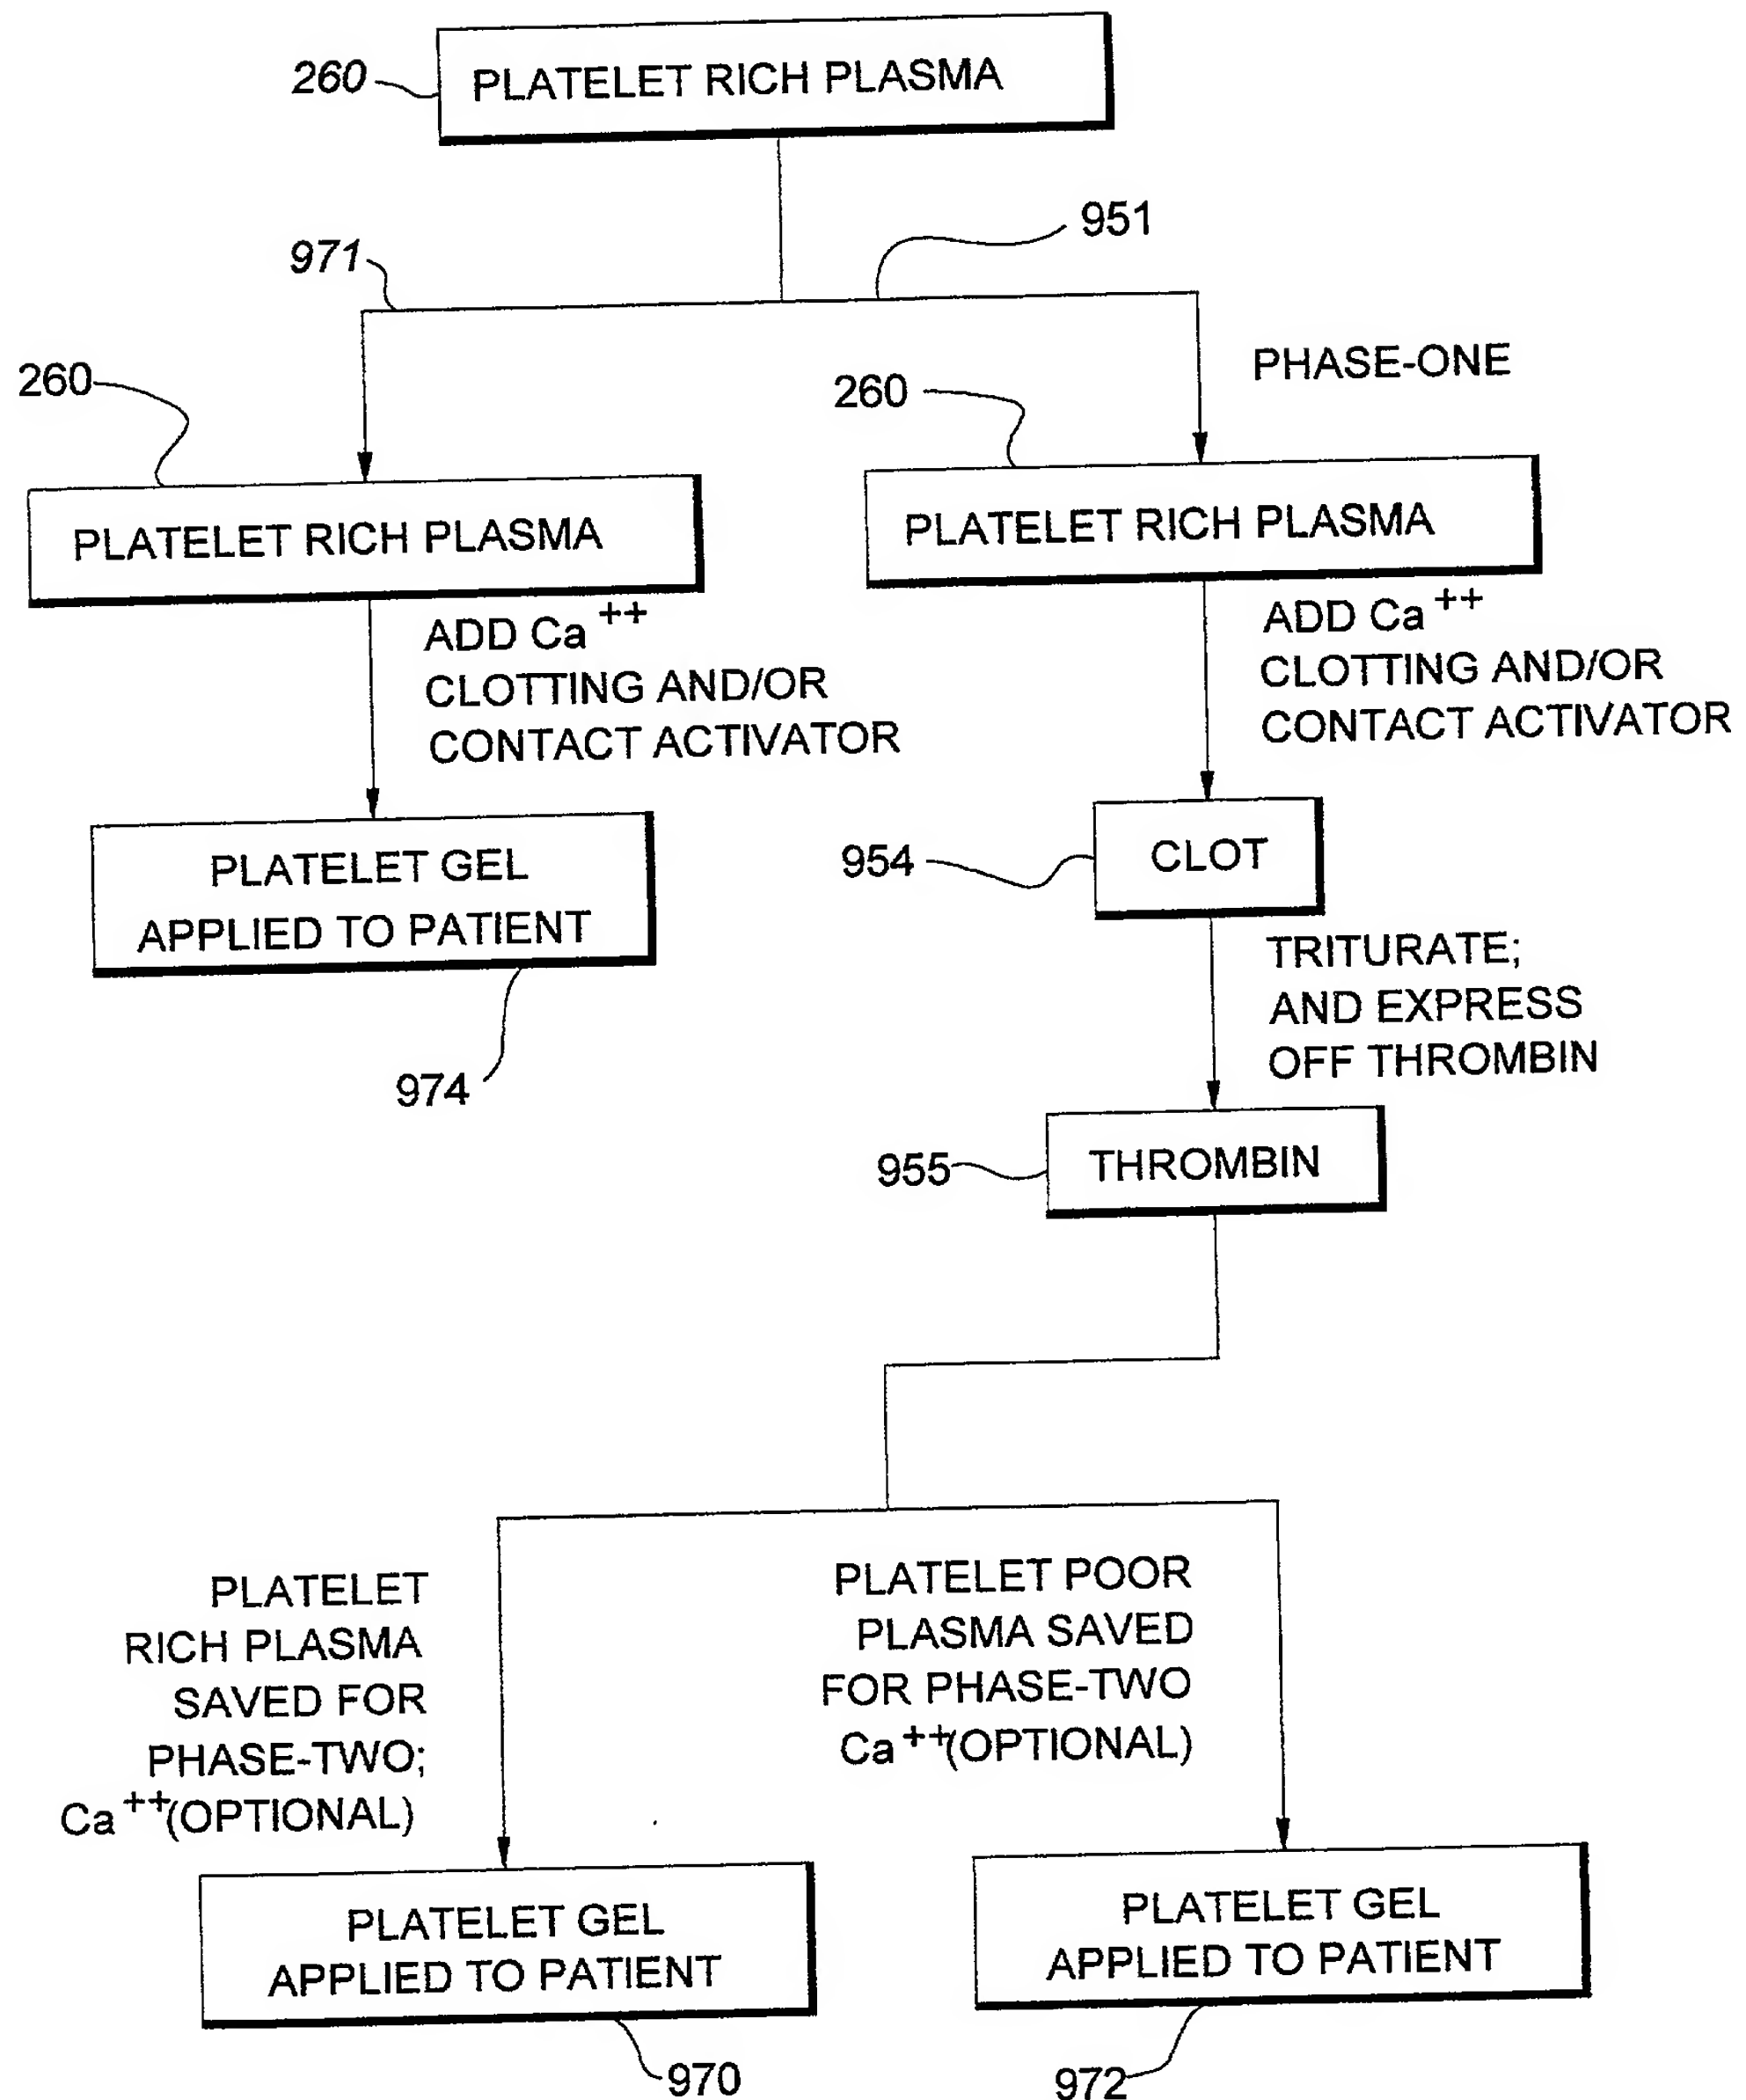 260
PLATELET RICH PLASMA
971
951
PHASE-ONE
260
260
PLATELET RICH PLASMA
PLATELET RICH PLASMA
ADD Ca++
CLOTTING AND/OR
CONTACT ACTIVATOR
ADD Ca++
CLOTTING AND/OR
CONTACT ACTIVATOR
PLATELET GEL
APPLIED TO PATIENT
974
954
CLOT
TRITURATE;
AND EXPRESS
OFF THROMBIN
955
THROMBIN
PLATELET
RICH PLASMA
SAVED FOR
PHASE-TWO;
Ca++(OPTIONAL)
PLATELET POOR
PLASMA SAVED
FOR PHASE-TWO
Ca++(OPTIONAL)
PLATELET GEL
APPLIED TO PATIENT
970
PLATELET GEL
APPLIED TO PATIENT
972